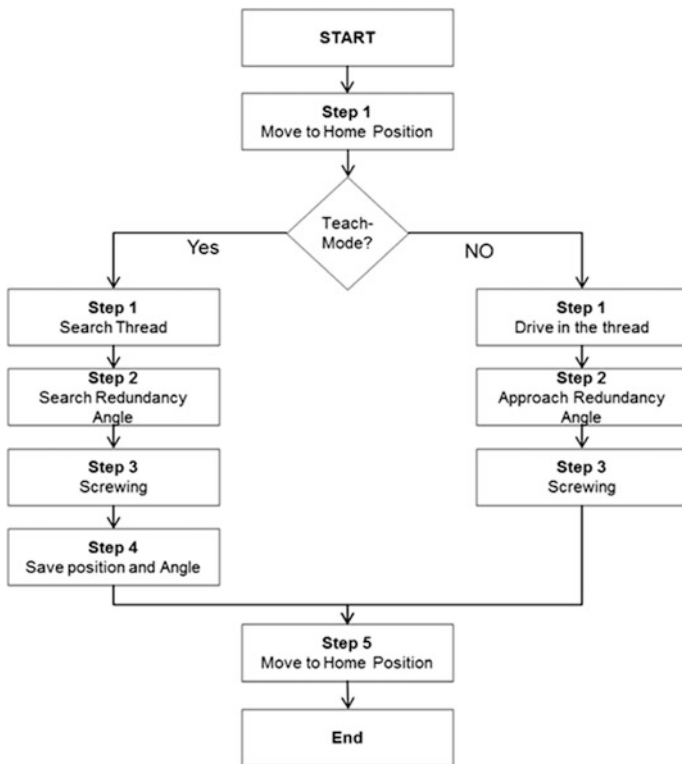 START
Step 1
Move to Home Position
Teach-
Mode?
Yes
NO
Step 1
Search Thread
Step 2
Search Redundancy
Angle
Step 3
Screwing
Step 4
Save position and Angle
Step 1
Drive in the thread
Step 2
Approach Redundancy
Angle
Step 3
Screwing
Step 5
Move to Home Position
End